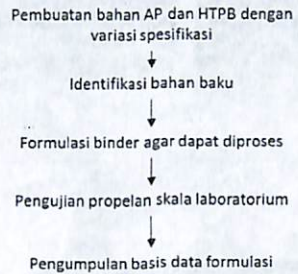 Pembuatan bahan AP dan HTPB dengan
variasi spesifikasi
Identifikasi bahan baku
Formulasi binder agar dapat diproses
Pengujian propelan skala laboratorium
Pengumpulan basis data formulasi